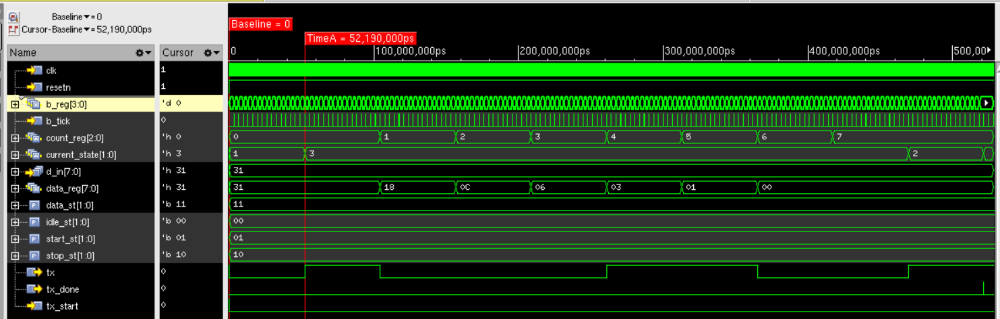 Baseline▼= 0
Cursor-Baseline▼= 52,190,000ps
Baseline = 0
TimeA = 52,190,000ps
Name Cursor 0 100,000,000ps 200,000,000ps 300,000,000ps 400,000,000ps 500,00
clk 1
resetn 1
b_reg[3:0] 'd 0
b_tick 0
count_reg[2:0] 'h 0 0 1 2 3 4 5 6 7
current_state[1:0] 'h 3 1 3 2
d_in[7:0] 'h 31 31
data_reg[7:0] 'h 31 31 18 0C 06 03 01 00
data_st[1:0] 'b 11 11
idle_st[1:0] 'b 00 00
start_st[1:0] 'b 01 01
stop_st[1:0] 'b 10 10
tx 0
tx_done 0
tx_start 0